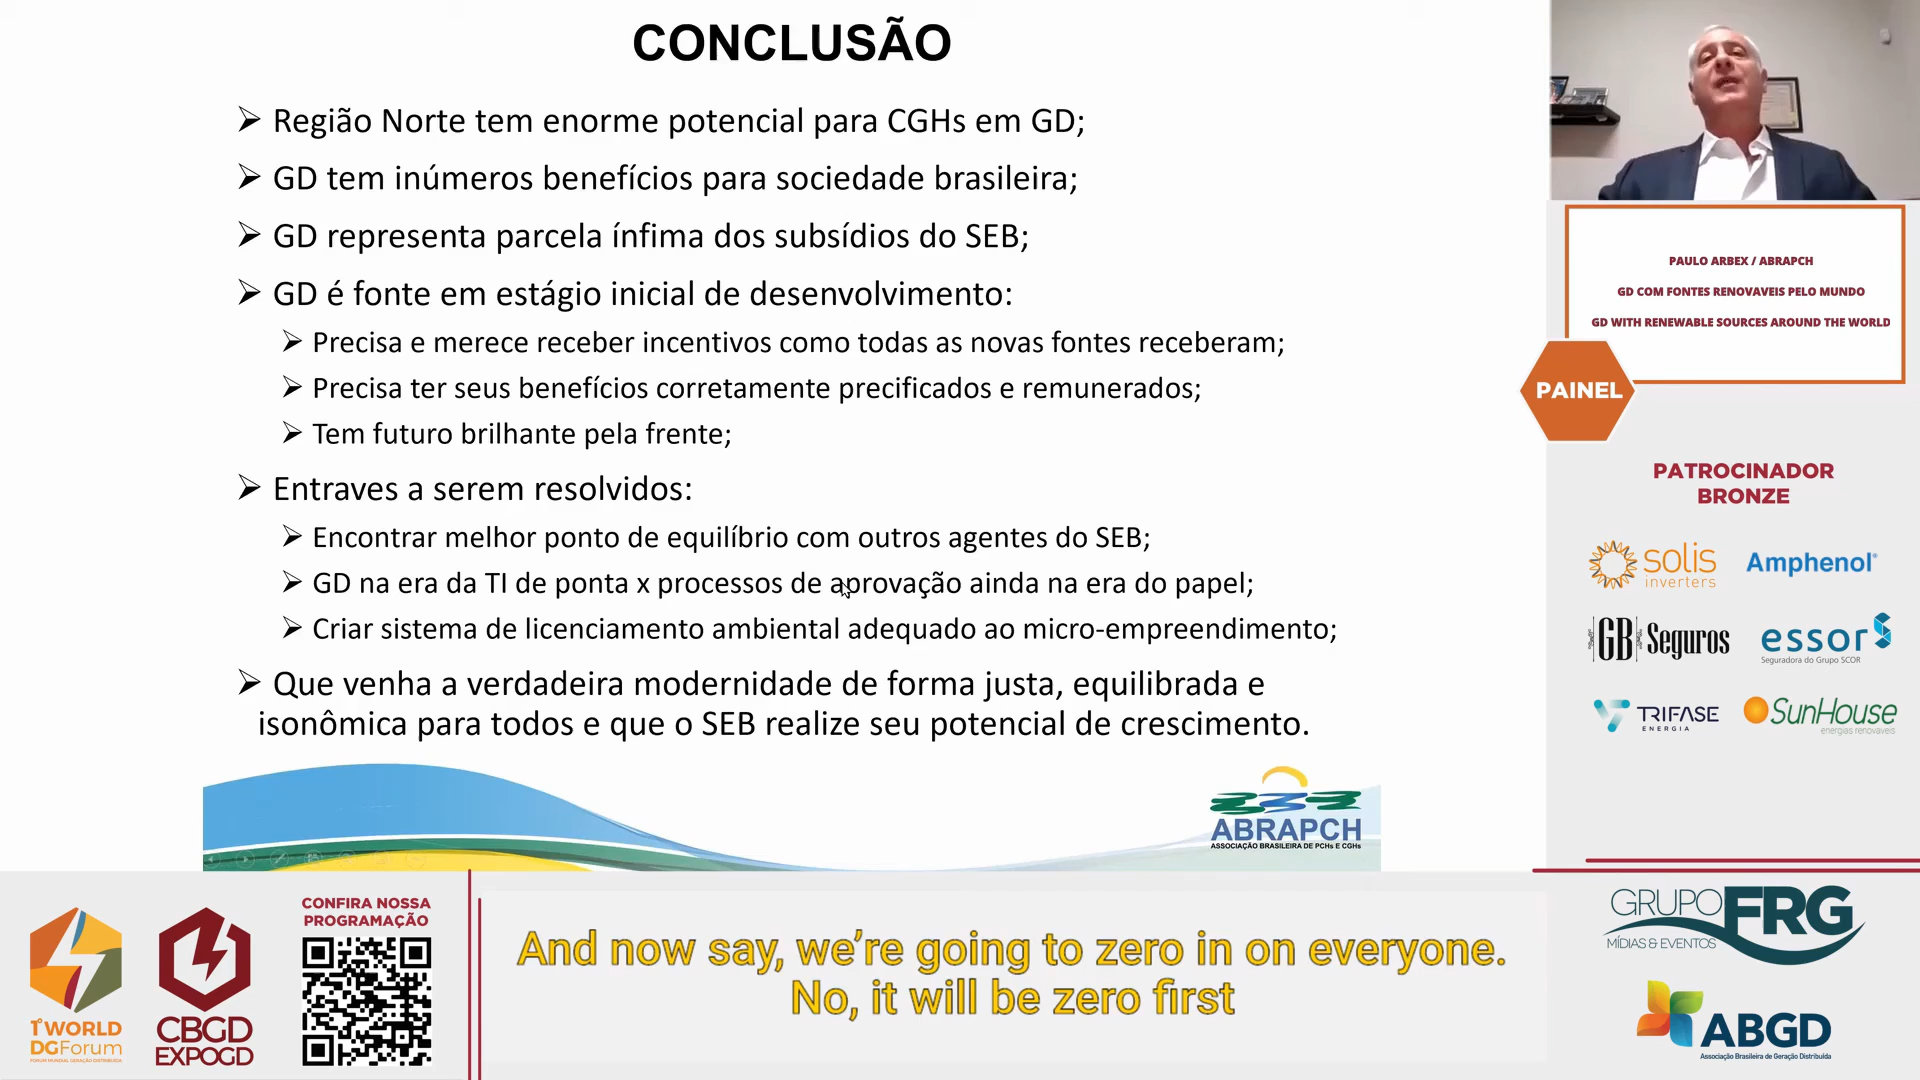 CONCLUSÃO
Região Norte tem enorme potencial para CGHs em GD;
GD tem inúmeros benefícios para sociedade brasileira;
GD representa parcela ínfima dos subsídios do SEB;
GD é fonte em estágio inicial de desenvolvimento:
Precisa e merece receber incentivos como todas as novas fontes receberam;
Precisa ter seus benefícios corretamente precificados e remunerados;
Tem futuro brilhante pela frente;
Entraves a serem resolvidos:
Encontrar melhor ponto de equilíbrio com outros agentes do SEB;
GD na era da TI de ponta x processos de aprovação ainda na era do papel;
Criar sistema de licenciamento ambiental adequado ao micro-empreendimento;
Que venha a verdadeira modernidade de forma justa, equilibrada e
isonômica para todos e que o SEB realize seu potencial de crescimento.
ABRAPCH
ASSOCIAÇÃO BRASILEIRA DE PCHs E CGHs
PAULO ARBEX / ABRAPCH
GD COM FONTES RENOVAVEIS PELO MUNDO
GD WITH RENEWABLE SOURCES AROUND THE WORLD
PAINEL
PATROCINADOR
BRONZE
solis
inverters
Amphenol
GB Seguros
essor
Seguradora do Grupo SCOR
TRIFASE
ENERGIA
SunHouse
energias renováveis
1º WORLD
DGForum
FORUM MUNDIAL GERAÇÃO DISTRIBUÍDA
CBGD
EXPOGD
CONFIRA NOSSA
PROGRAMAÇÃO
And now say, we're going to zero in on everyone.
No, it will be zero first
GRUPO FRG
MÍDIAS & EVENTOS
ABGD
Associação Brasileira de Geração Distribuída